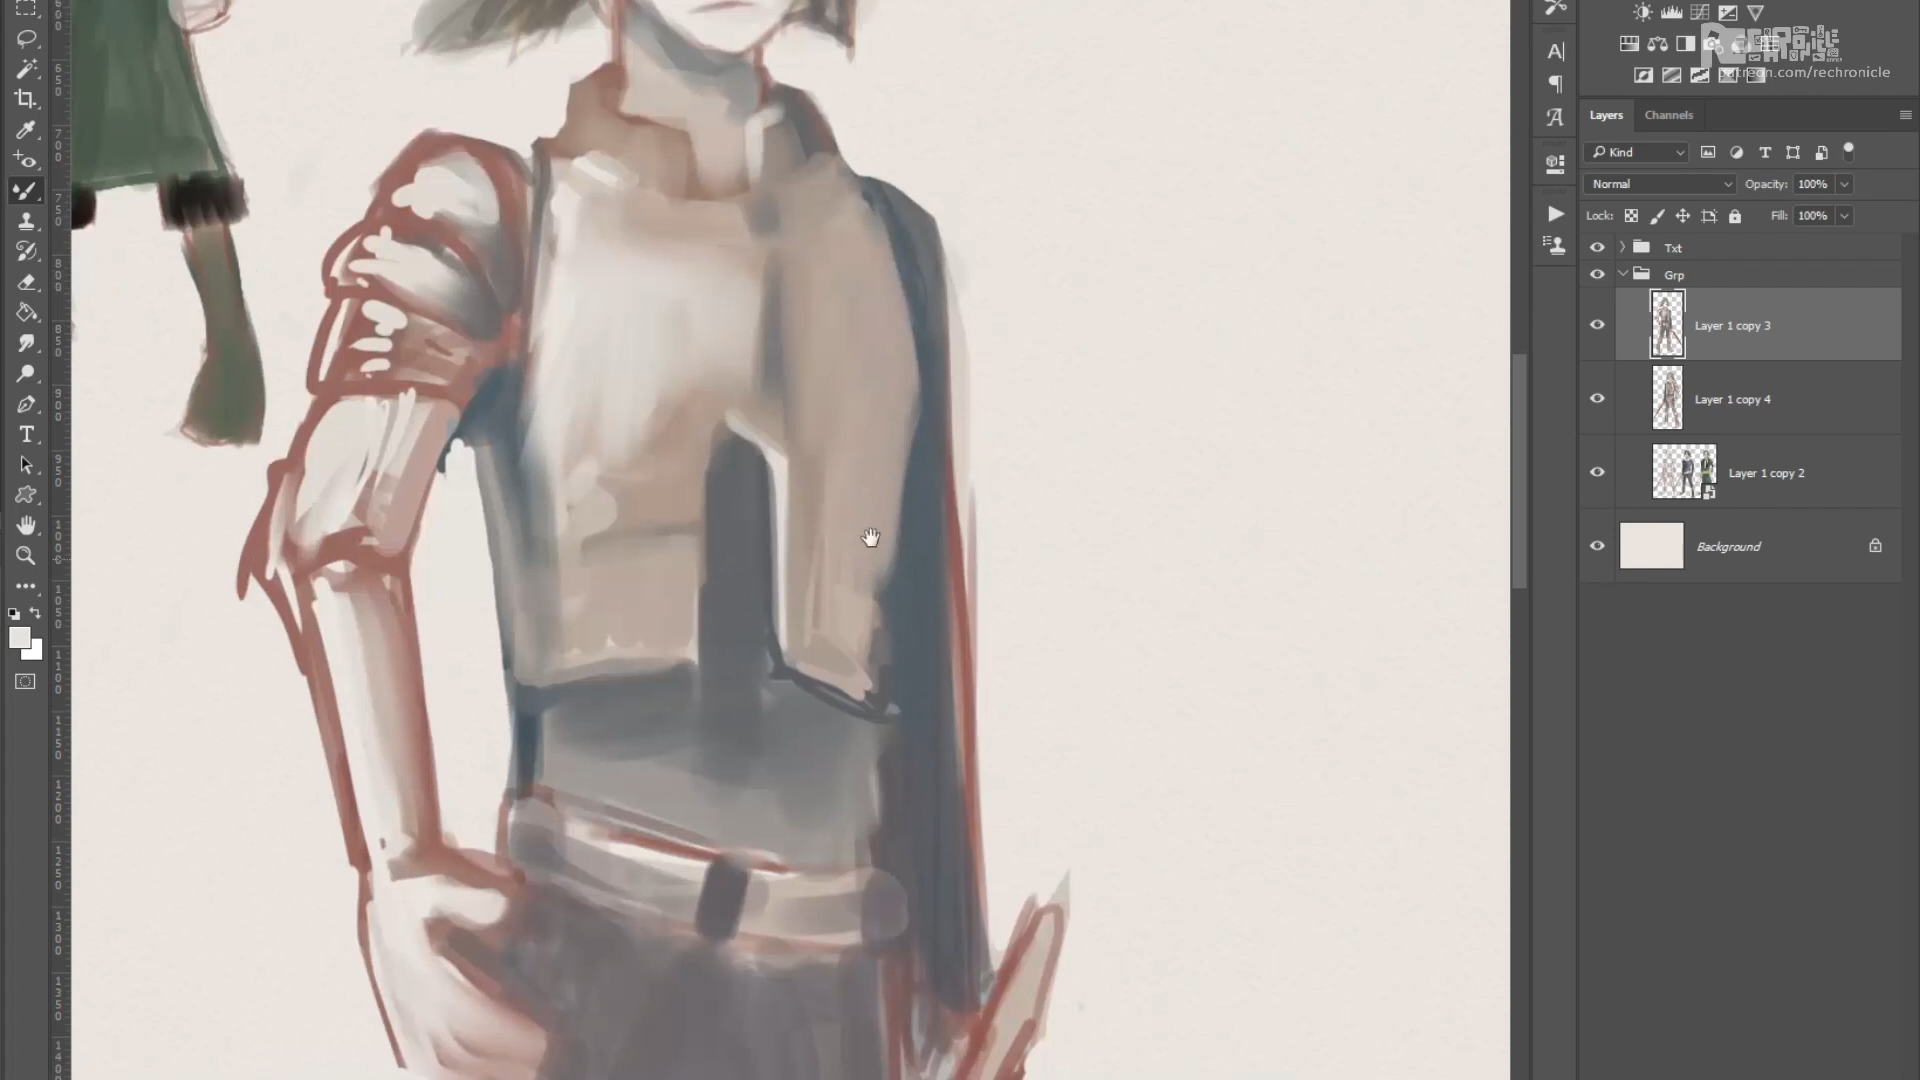 RECHRONICLE
patreon.com/rechronicle
Layers
Channels
Kind
Normal
Opacity: 100%
Lock:
Fill: 100%
Txt
Grp
Layer 1 copy 3
Layer 1 copy 4
Layer 1 copy 2
Background